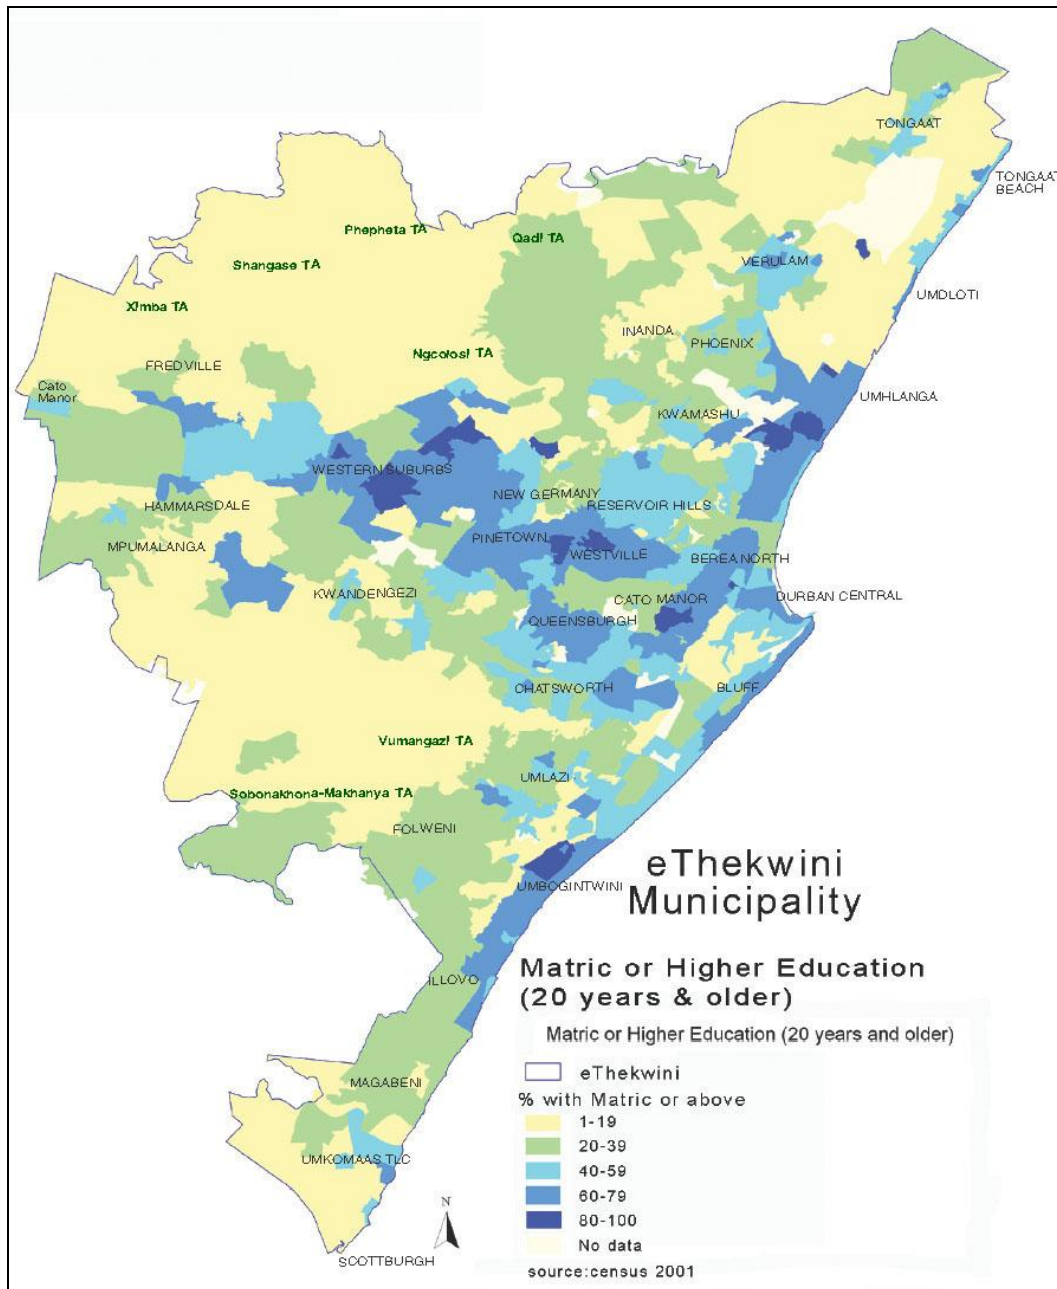 TONGAAT
TONGAAT
BEACH
Phepheta TA
Qadi TA
Shangase TA
VERULAM
Ximba TA
UMDLOTI
INANDA
PHOENIX
Ngcolosi TA
FREDVILLE
Cato
Manor
UMHLANGA
KWAMASHU
WESTERN SUBURBS
NEW GERMANY
RESERVOIR HILLS
HAMMARSDALE
PINETOWN
MPUMALANGA
WESTVILLE
BEREA NORTH
KWANDENGEZI
CATO MANOR
DURBAN CENTRAL
QUEENSBURGH
CHATSWORTH
BLUFF
Vumangazi TA
UMLAZI
Sobonakhona-Makhanya TA
FOLWENI
UMBOGINTWINI
ILLOVO
MAGABENI
UMKOMAAS TLC
SCOTTBURGH
N
eThekwini
Municipality
Matric or Higher Education
(20 years & older)
Matric or Higher Education (20 years and older)
eThekwini
% with Matric or above
1-19
20-39
40-59
60-79
80-100
No data
source:census 2001